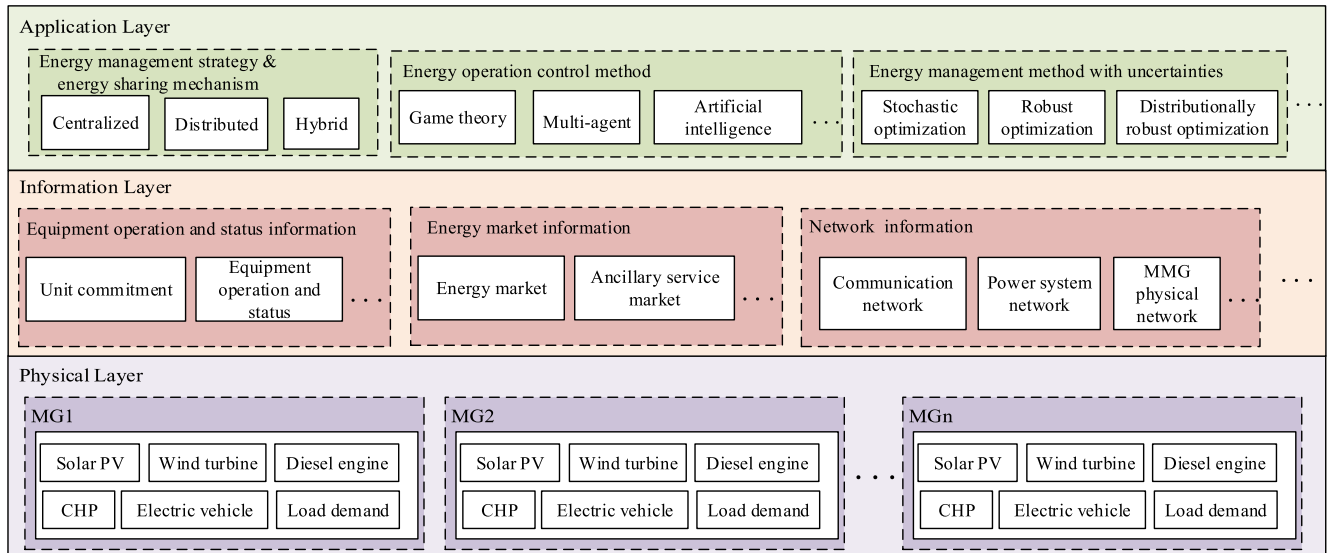 Application Layer
Energy management strategy &
energy sharing mechanism
Centralized
Distributed
Hybrid
Energy operation control method
Game theory
Multi-agent
Artificial
intelligence
. . .
Energy management method with uncertainties
Stochastic
optimization
Robust
optimization
Distributionally
robust optimization
. . .
Information Layer
Equipment operation and status information
Unit commitment
Equipment
operation and
status
. . .
Energy market information
Energy market
Ancillary service
market
. . .
Network information
Communication
network
Power system
network
MMG
physical
network
. . .
. . .
Physical Layer
MG1
Solar PV
Wind turbine
Diesel engine
CHP
Electric vehicle
Load demand
MG2
Solar PV
Wind turbine
Diesel engine
CHP
Electric vehicle
Load demand
. . .
MGn
Solar PV
Wind turbine
Diesel engine
CHP
Electric vehicle
Load demand